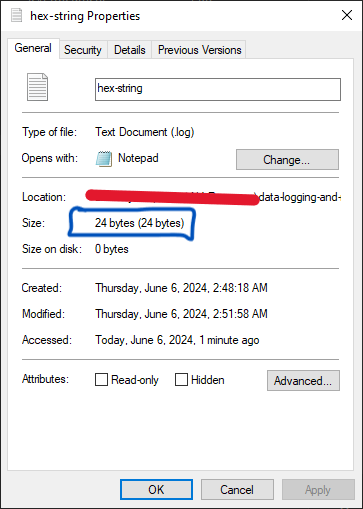 hex-string Properties
General Security Details Previous Versions
hex-string
Type of file: Text Document (.log)
Opens with: Notepad Change...
Location: data-logging-and-
Size: 24 bytes (24 bytes)
Size on disk: 0 bytes
Created: Thursday, June 6, 2024, 2:48:18 AM
Modified: Thursday, June 6, 2024, 2:51:58 AM
Accessed: Today, June 6, 2024, 1 minute ago
Attributes: Read-only Hidden Advanced...
OK Cancel Apply